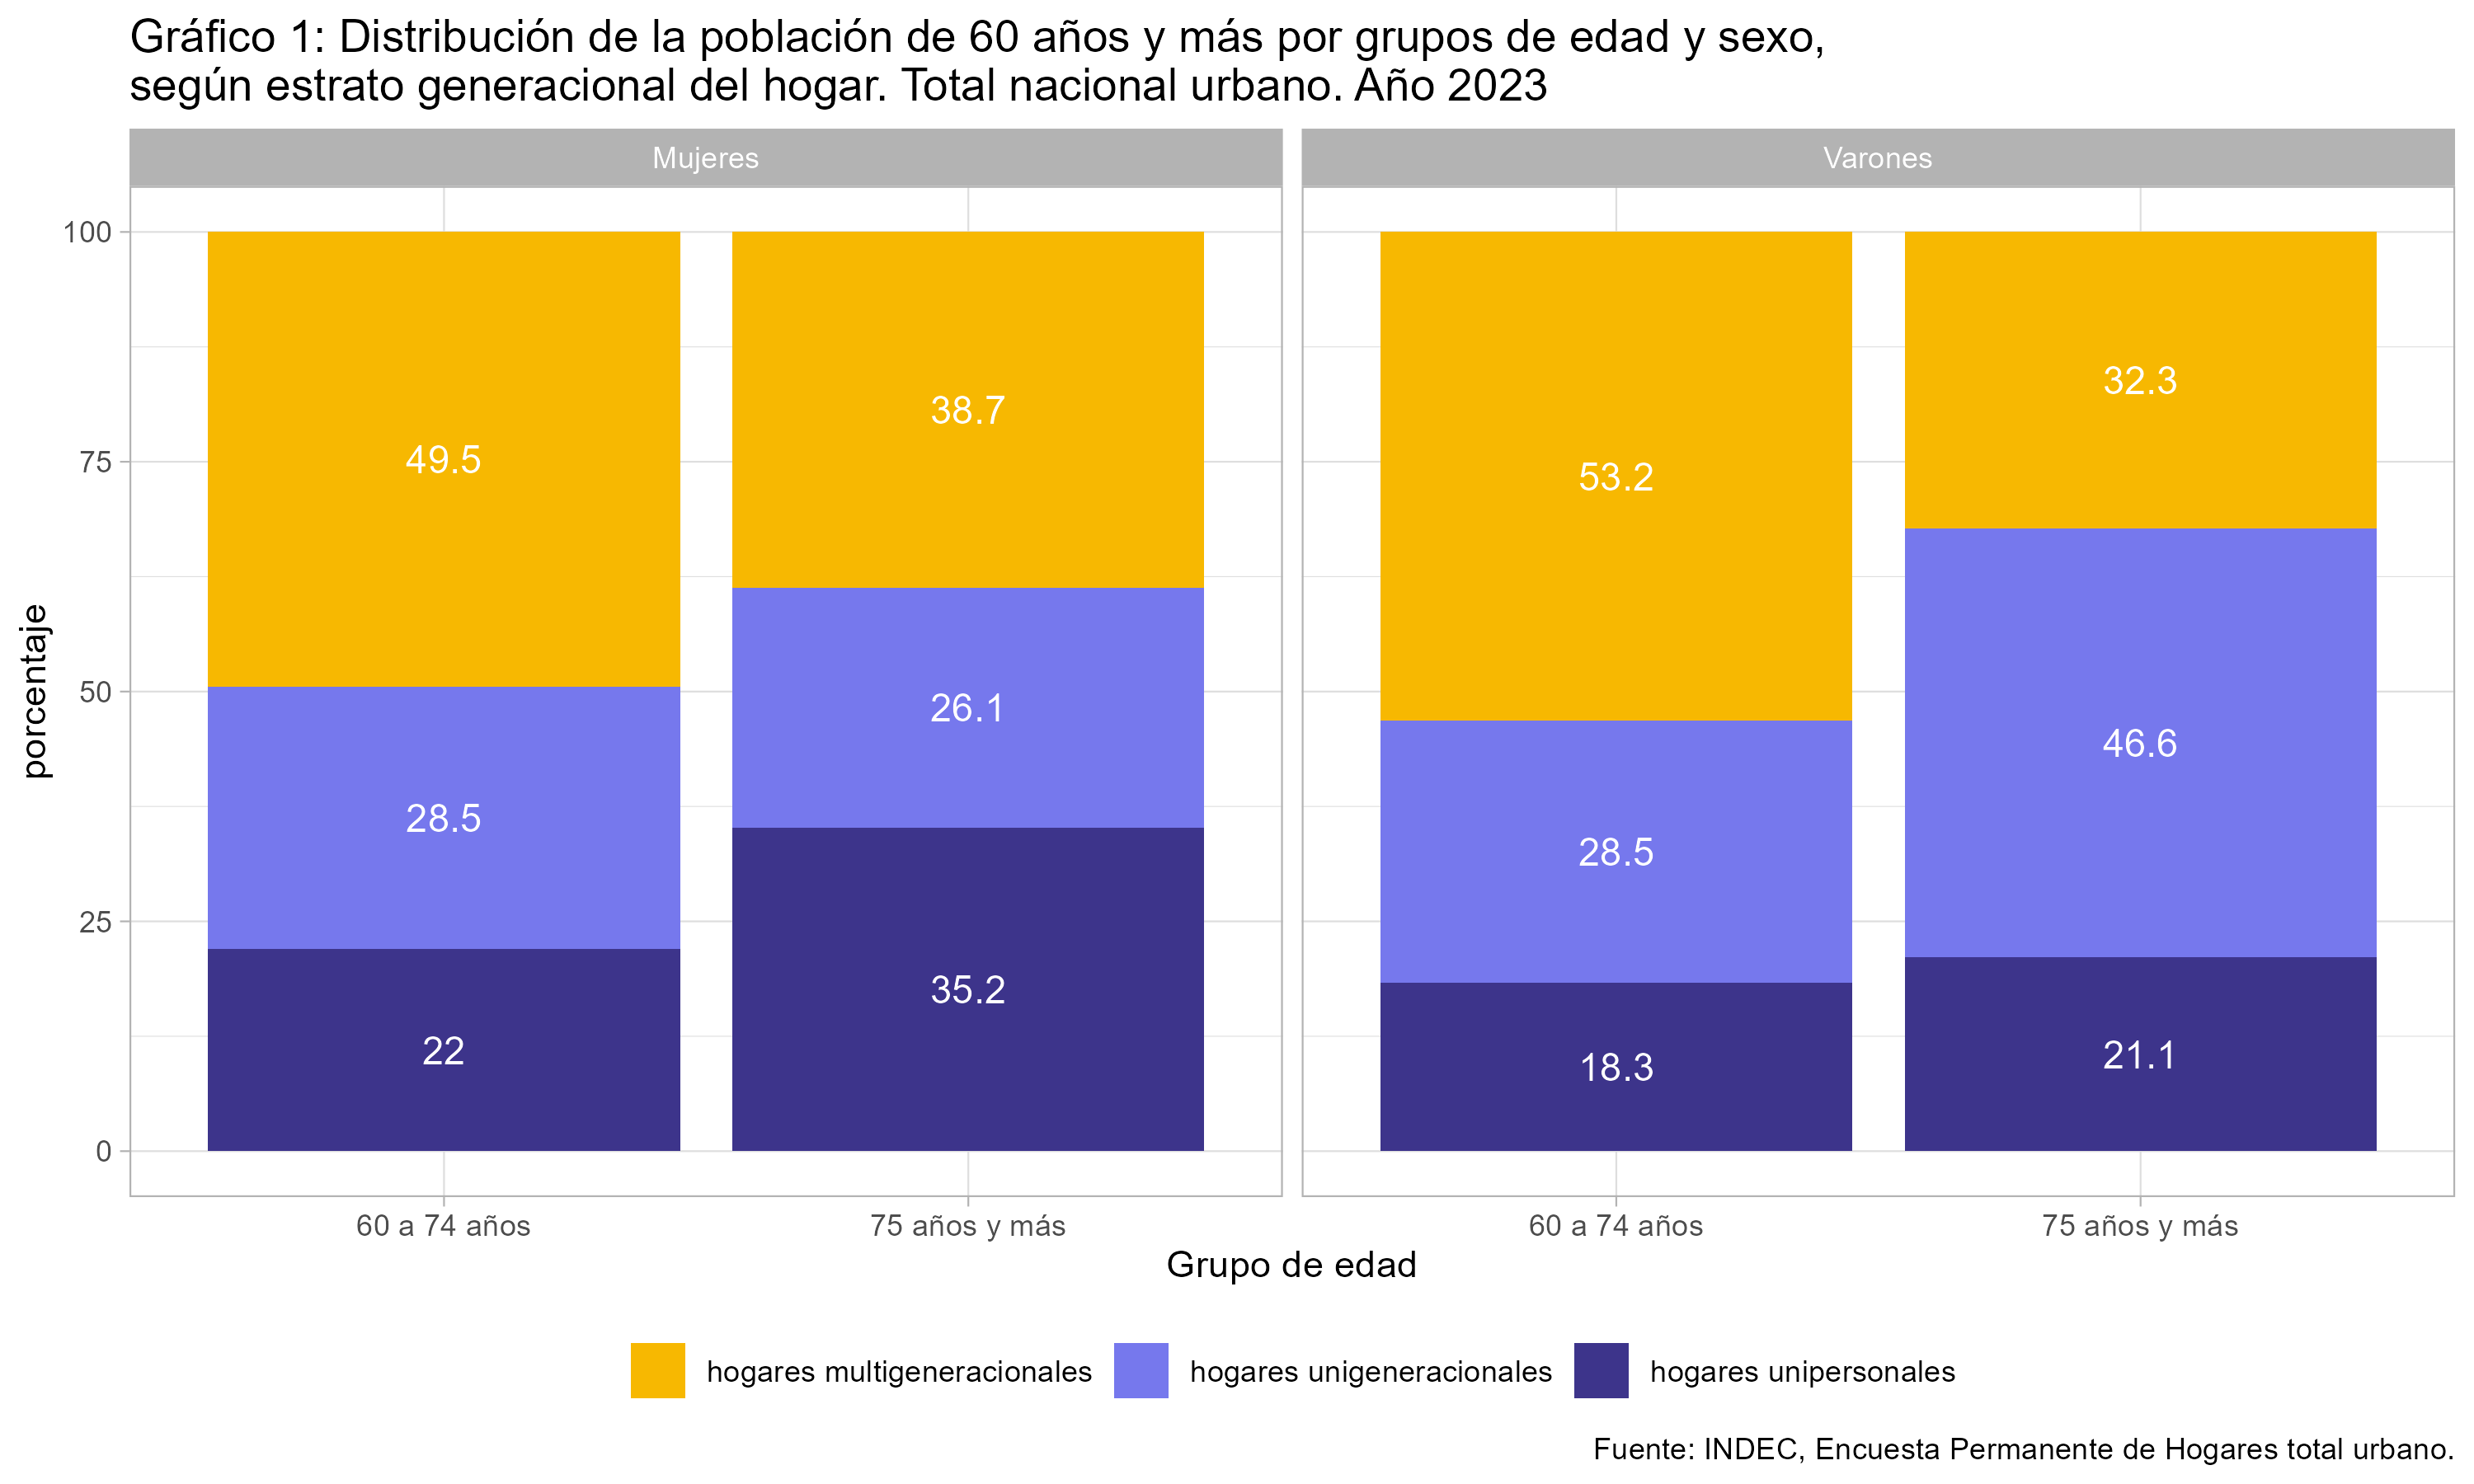 Gráfico 1: Distribución de la población de 60 años y más por grupos de edad y sexo,
según estrato generacional del hogar. Total nacional urbano. Año 2023
Mujeres
Varones
100
75
50
25
0
porcentaje
49.5
28.5
22
38.7
26.1
35.2
53.2
28.5
18.3
32.3
46.6
21.1
60 a 74 años
75 años y más
60 a 74 años
75 años y más
Grupo de edad
hogares multigeneracionales
hogares unigeneracionales
hogares unipersonales
Fuente: INDEC, Encuesta Permanente de Hogares total urbano.